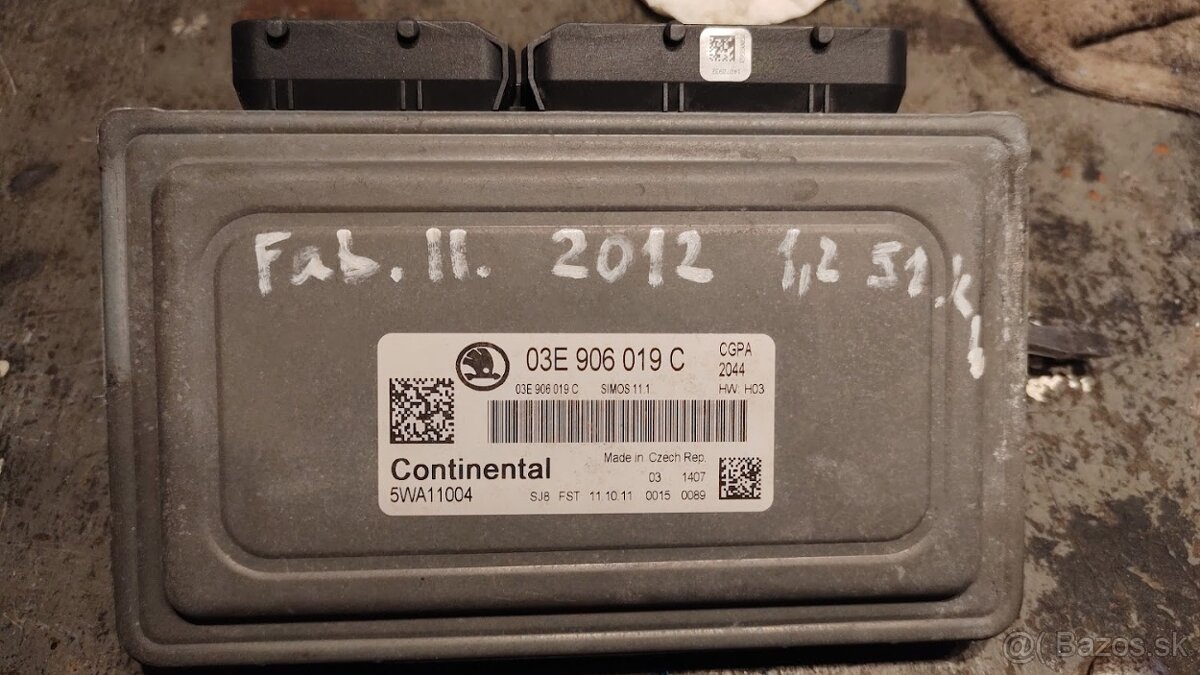 Fab. II. 2012 1,2 51.k
03E 906 019 C
CGPA
2044
03E 906 019 C SIMOS 11.1 HW: H03
Continental
Made in Czech Rep.
03 1407
5WA11004
SJ8 FST 11.10.11 0015 0089
@( Bazos.sk